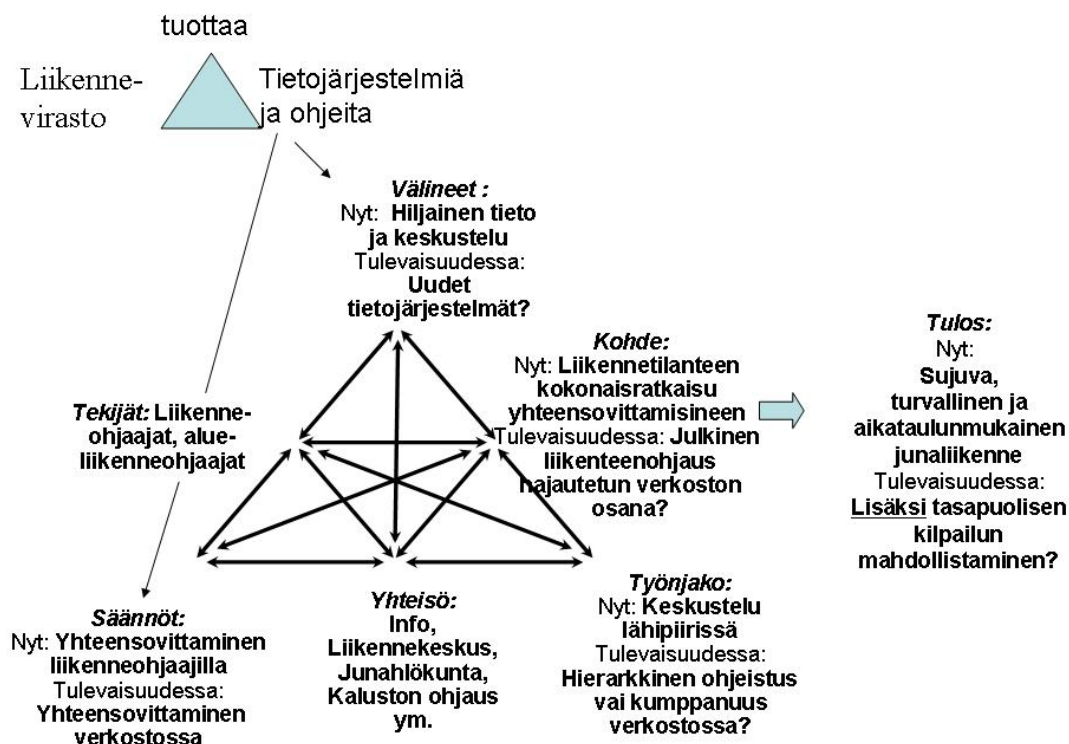 tuottaa
Liikenne-
virasto
Tietojärjestelmiä
ja ohjeita
Välineet :
Nyt: Hiljainen tieto
ja keskustelu
Tulevaisuudessa:
Uudet
tietojärjestelmät?
Tekijät: Liikenne-
ohjaajat, alue-
liikenneohjaajat
Kohde:
Nyt: Liikennetilanteen
kokonaisratkaisu
yhteensovittamisineen
Tulevaisuudessa: Julkinen
liikenteenohjaus
hajautetun verkoston
osana?
Tulos:
Nyt:
Sujuva,
turvallinen ja
aikataulunmukainen
junaliikenne
Tulevaisuudessa:
Lisäksi tasapuolisen
kilpailun
mahdollistaminen?
Säännöt:
Nyt: Yhteensovittaminen
liikenneohjaajilla
Tulevaisuudessa:
Yhteensovittaminen
verkostossa
Yhteisö:
Info,
Liikennekeskus,
Junahlökunta,
Kaluston ohjaus
ym.
Työnjako:
Nyt: Keskustelu
lähipiirissä
Tulevaisuudessa:
Hierarkkinen ohjeistus
vai kumppanuus
verkostossa?